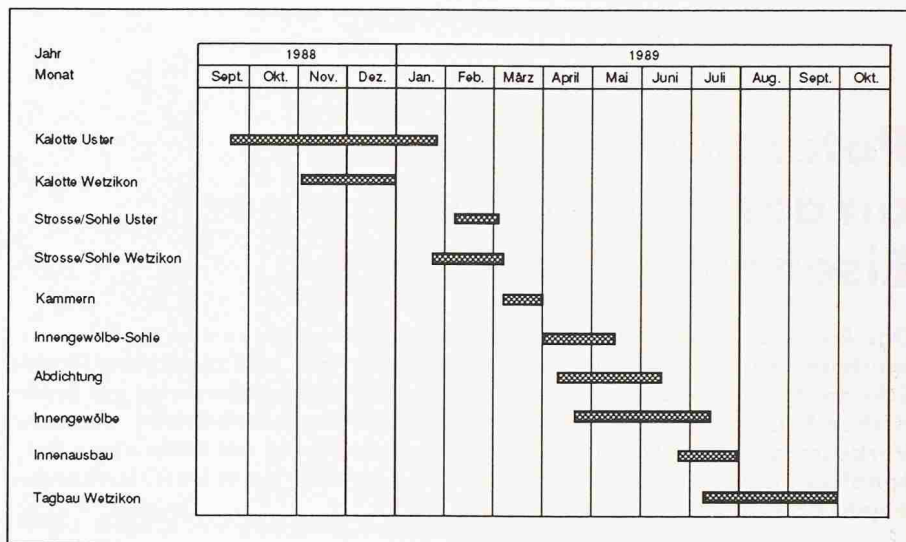 Jahr 1988 1989
Monat Sept. Okt. Nov. Dez. Jan. Feb. März April Mai Juni Juli Aug. Sept. Okt.
Kalotte Uster
Kalotte Wetzikon
Strosse/Sohle Uster
Strosse/Sohle Wetzikon
Kammern
Innengewölbe-Sohle
Abdichtung
Innengewölbe
Innenausbau
Tagbau Wetzikon